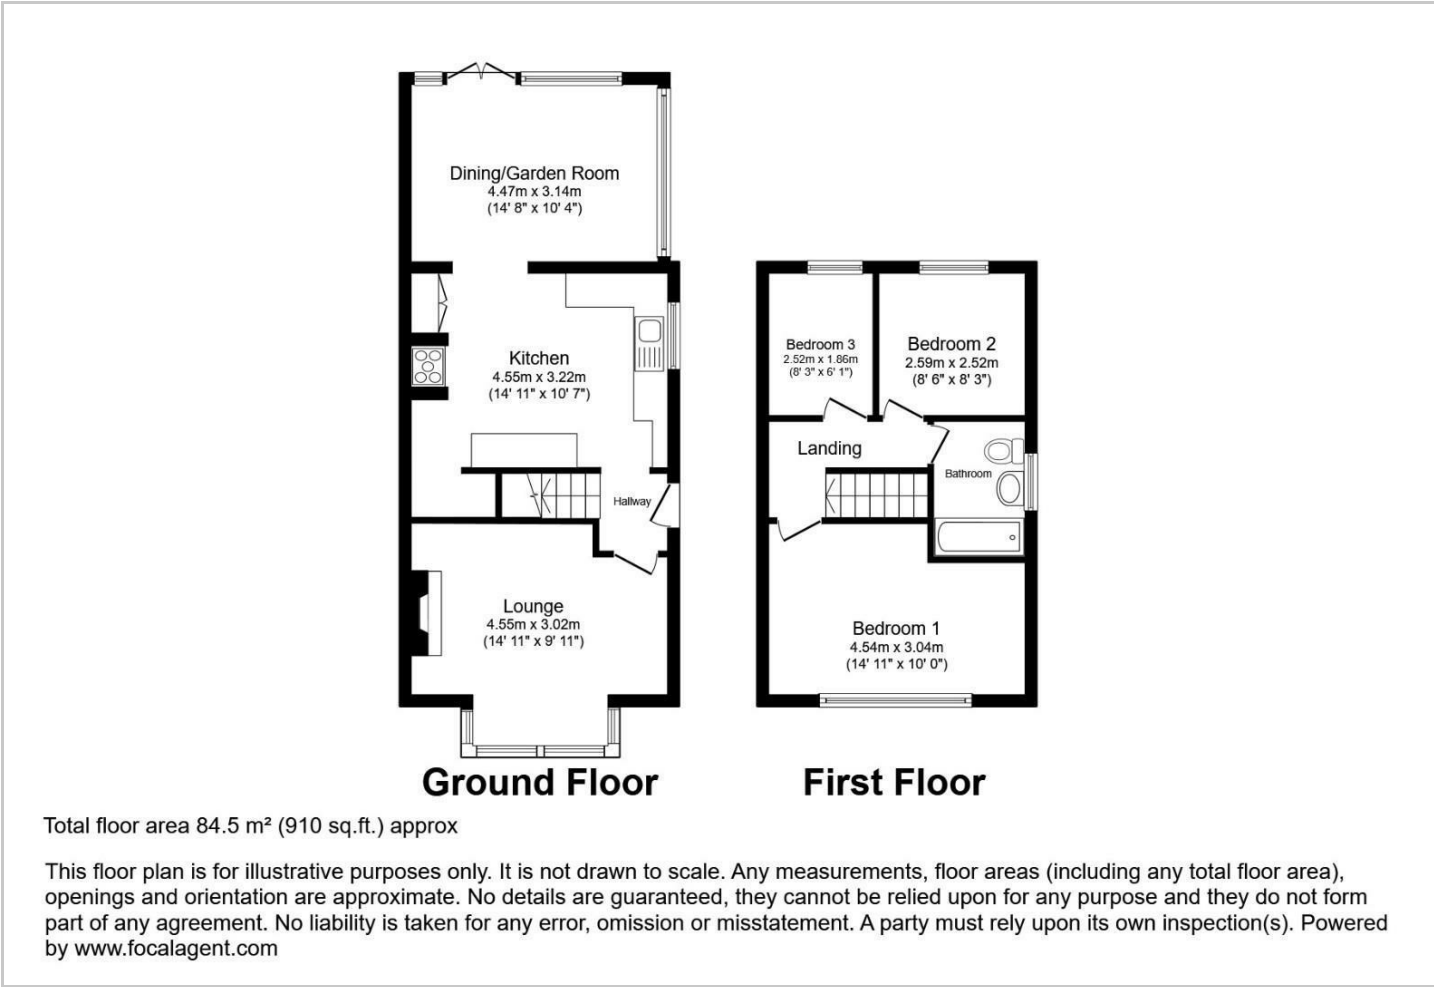 Dining/Garden Room
4.47m x 3.14m
(14' 8" x 10' 4")
Kitchen
4.55m x 3.22m
(14' 11" x 10' 7")
Hallway
Lounge
4.55m x 3.02m
(14' 11" x 9' 11")
Ground Floor
Bedroom 3
2.52m x 1.86m
(8' 3" x 6' 1")
Bedroom 2
2.59m x 2.52m
(8' 6" x 8' 3")
Landing
Bathroom
Bedroom 1
4.54m x 3.04m
(14' 11" x 10' 0")
First Floor
Total floor area 84.5 m² (910 sq.ft.) approx
This floor plan is for illustrative purposes only. It is not drawn to scale. Any measurements, floor areas (including any total floor area),
openings and orientation are approximate. No details are guaranteed, they cannot be relied upon for any purpose and they do not form
part of any agreement. No liability is taken for any error, omission or misstatement. A party must rely upon its own inspection(s). Powered
by www.focalagent.com